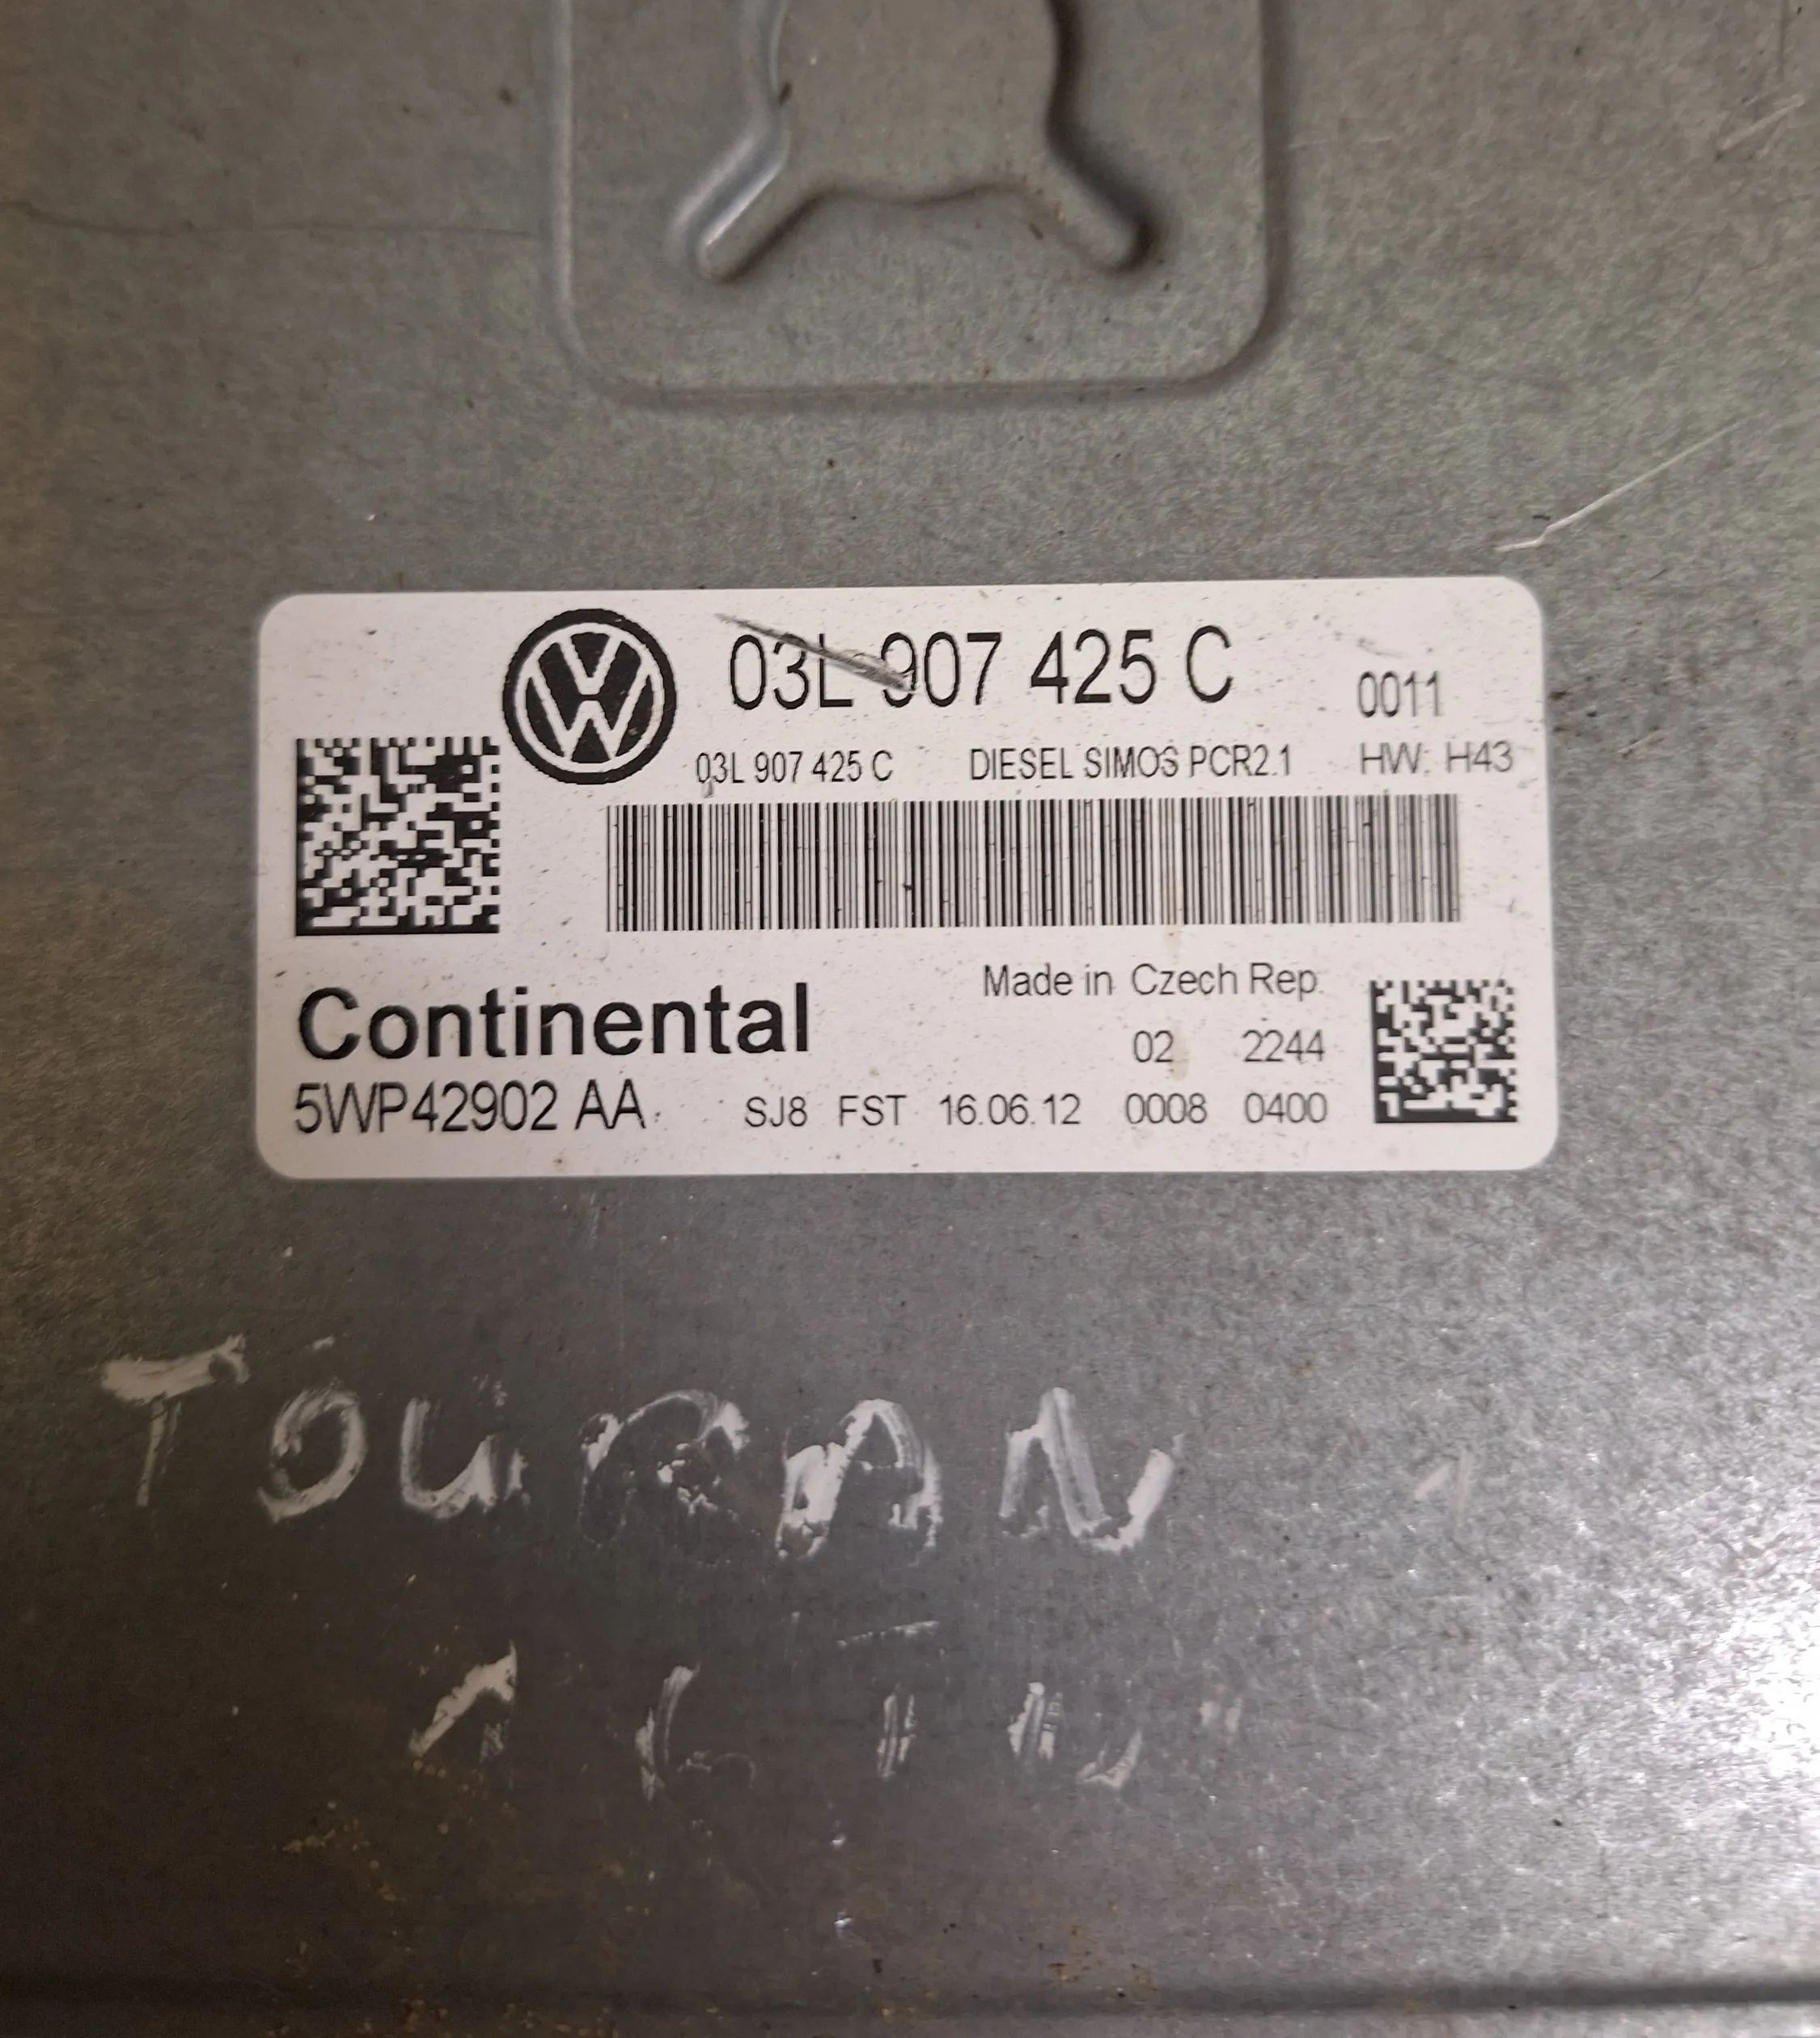 03L 907 425 C 0011
03L 907 425 C DIESEL SIMOS PCR2.1 HW: H43
Made in Czech Rep.
Continental
02 2244
5WP42902 AA SJ8 FST 16.06.12 0008 0400
TOURAN 1